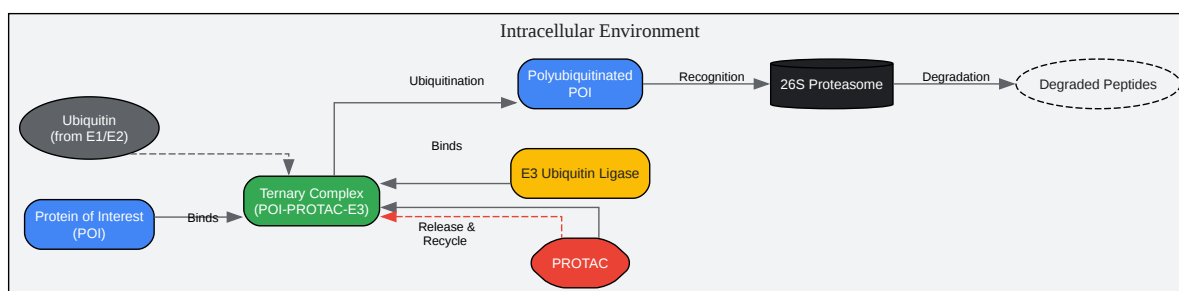 Intracellular Environment
Ubiquitination
Polyubiquitinated
POI
Recognition
26S Proteasome
Degradation
Degraded Peptides
Ubiquitin
(from E1/E2)
Binds
E3 Ubiquitin Ligase
Ternary Complex
(POI-PROTAC-E3)
Protein of Interest
(POI)
Binds
Release &
Recycle
PROTAC